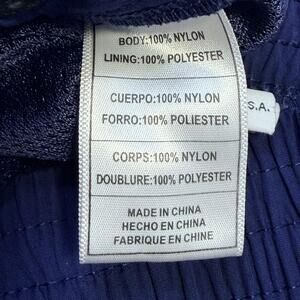 BODY:100% NYLON
LINING:100% POLYESTER
CUERPO:100% NYLON
FORRO:100% POLIESTER
S.A.
CORPS:100% NYLON
DOUBLURE:100% POLYESTER
MADE IN CHINA
HECHO EN CHINA
FABRIQUE EN CHINE